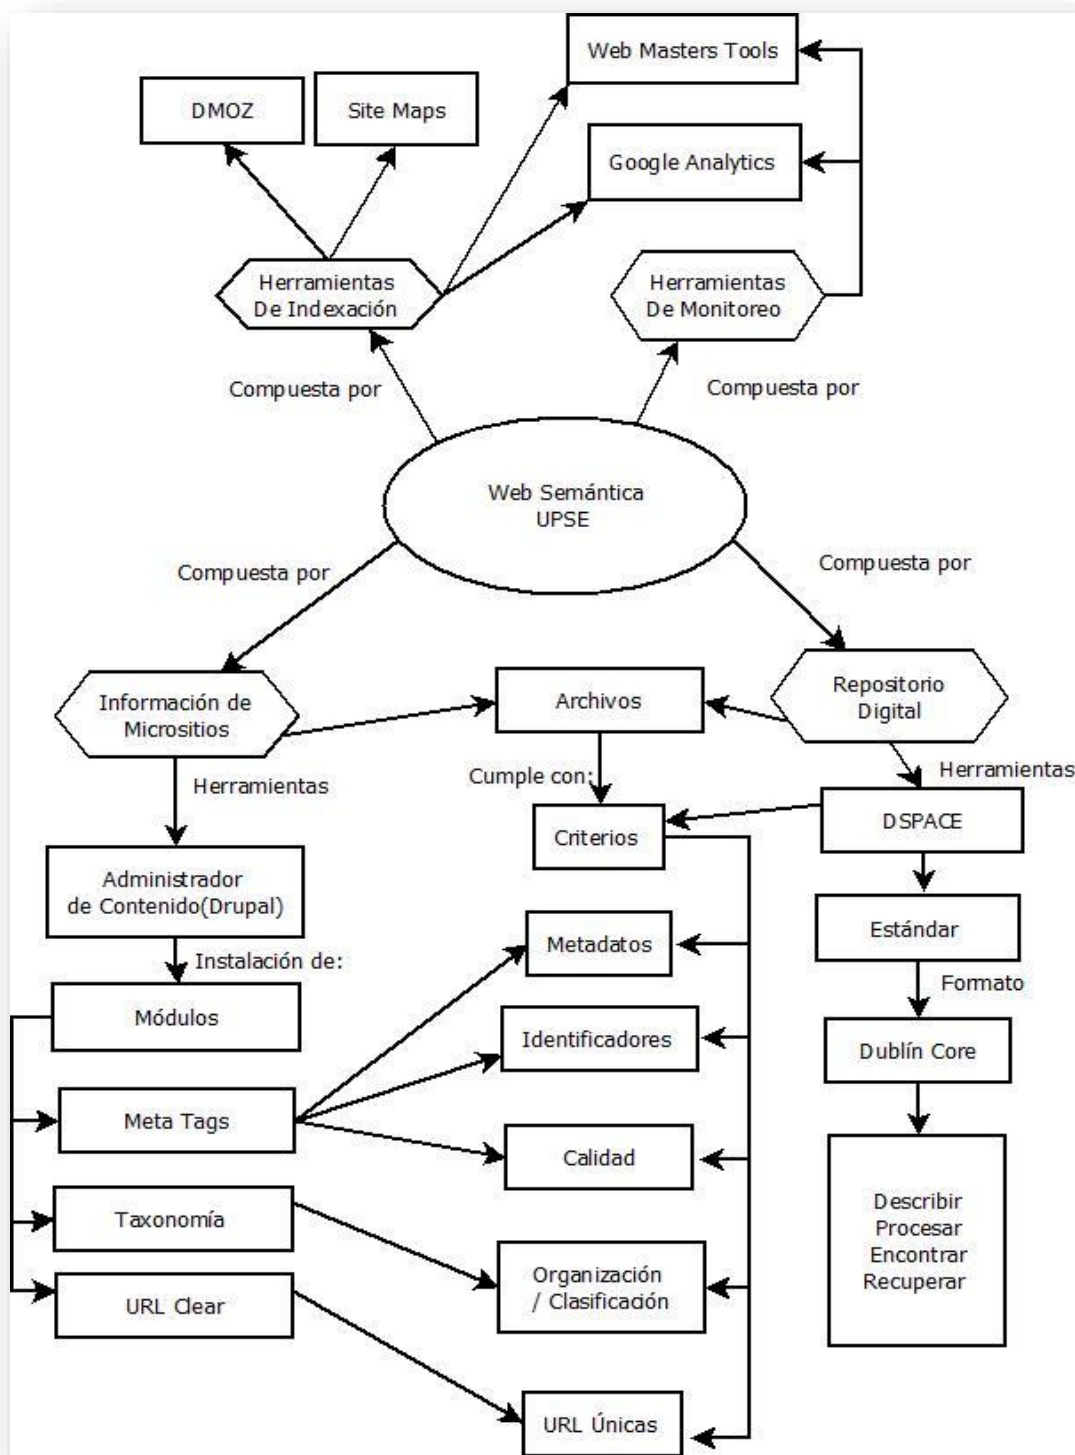 Web Masters Tools
DMOZ
Site Maps
Google Analytics
Herramientas
De Indexación
Herramientas
De Monitoreo
Compuesta por
Compuesta por
Web Semántica
UPSE
Compuesta por
Compuesta por
Información de
Micrositios
Archivos
Repositorio
Digital
Herramientas
Cumple con:
Herramientas
Criterios
DSPACE
Administrador
de Contenido(Drupal)
Metadatos
Estándar
Instalación de:
Formato
Módulos
Identificadores
Dublín Core
Meta Tags
Calidad
Describir
Procesar
Encontrar
Recuperar
Taxonomía
Organización
/ Clasificación
URL Clear
URL Únicas